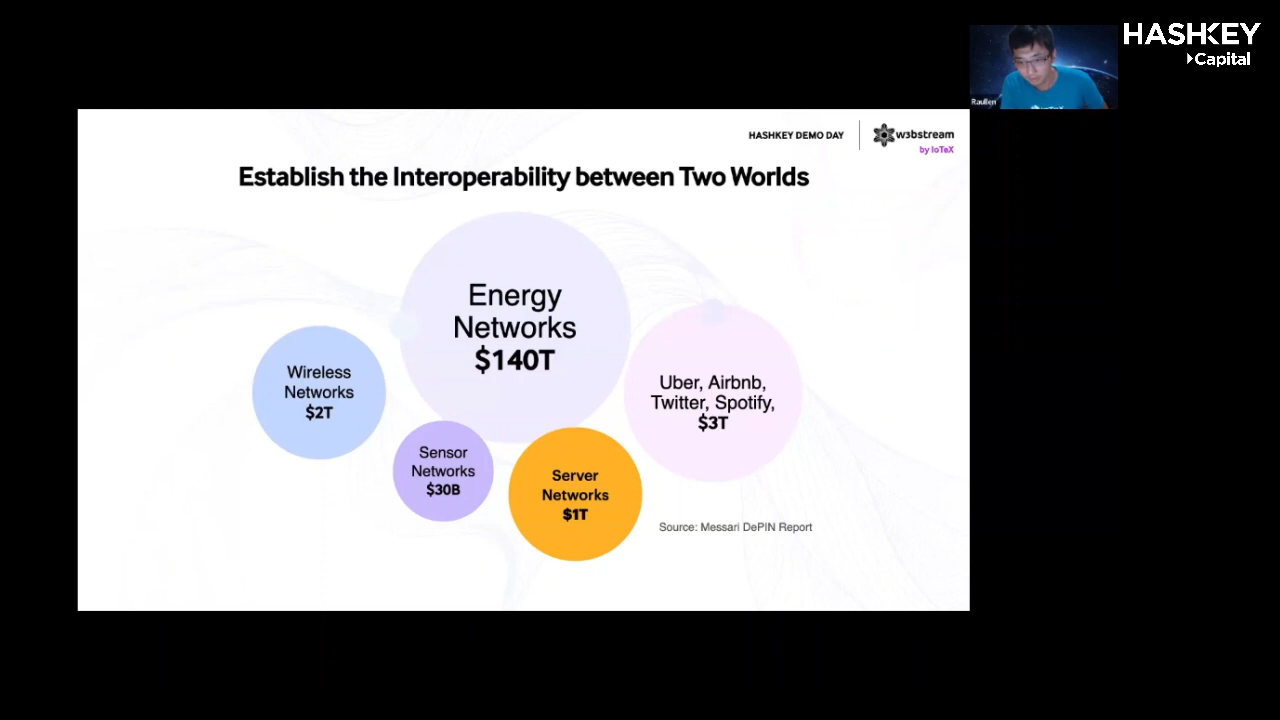 HASHKEY
Capital
Raullen
HASHKEY DEMO DAY
w3bstream
by IoTeX
Establish the Interoperability between Two Worlds
Energy
Networks
$140T
Wireless
Networks
$2T
Uber, Airbnb,
Twitter, Spotify,
$3T
Sensor
Networks
$30B
Server
Networks
$1T
Source: Messari DePIN Report